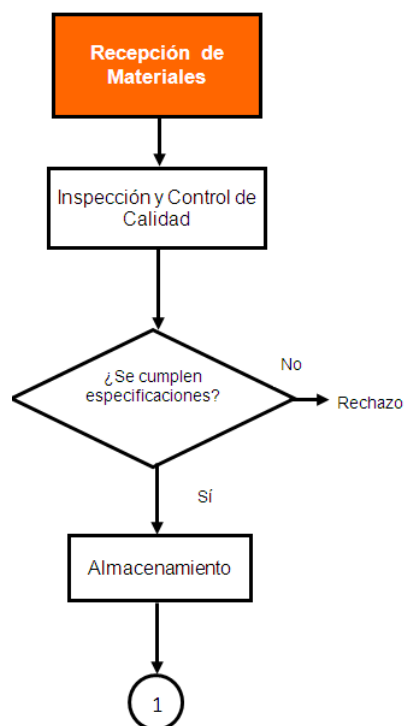 Recepción de
Materiales
Inspección y Control de
Calidad
¿Se cumplen
especificaciones?
No
Rechazo
Sí
Almacenamiento
1